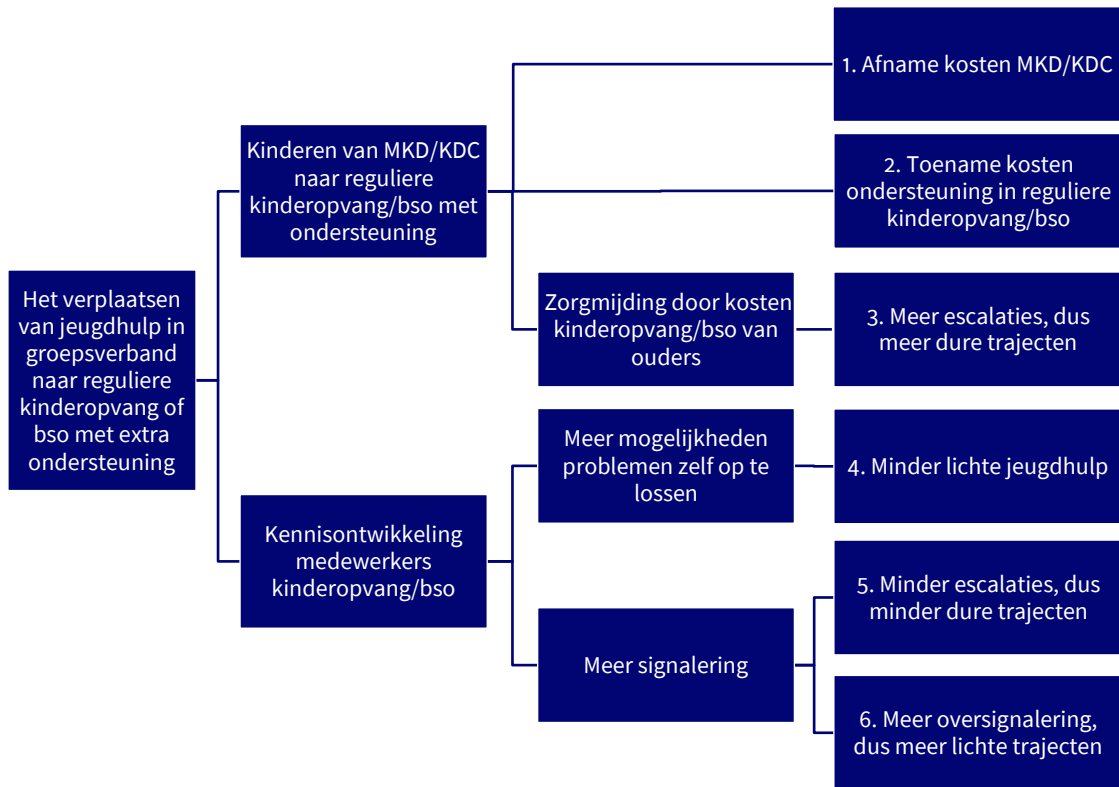 Het verplaatsen
van jeugdhulp in
groepsverband
naar reguliere
kinderopvang of
bso met extra
ondersteuning
Kinderen van MKD/KDC
naar reguliere
kinderopvang/bso met
ondersteuning
1. Afname kosten MKD/KDC
2. Toename kosten
ondersteuning in reguliere
kinderopvang/bso
Zorgmijding door kosten
kinderopvang/bso van
ouders
3. Meer escalaties, dus
meer dure trajecten
Kennisontwikkeling
medewerkers
kinderopvang/bso
Meer mogelijkheden
problemen zelf op te
lossen
4. Minder lichte jeugdhulp
Meer signalering
5. Minder escalaties, dus
minder dure trajecten
6. Meer oversignalering,
dus meer lichte trajecten